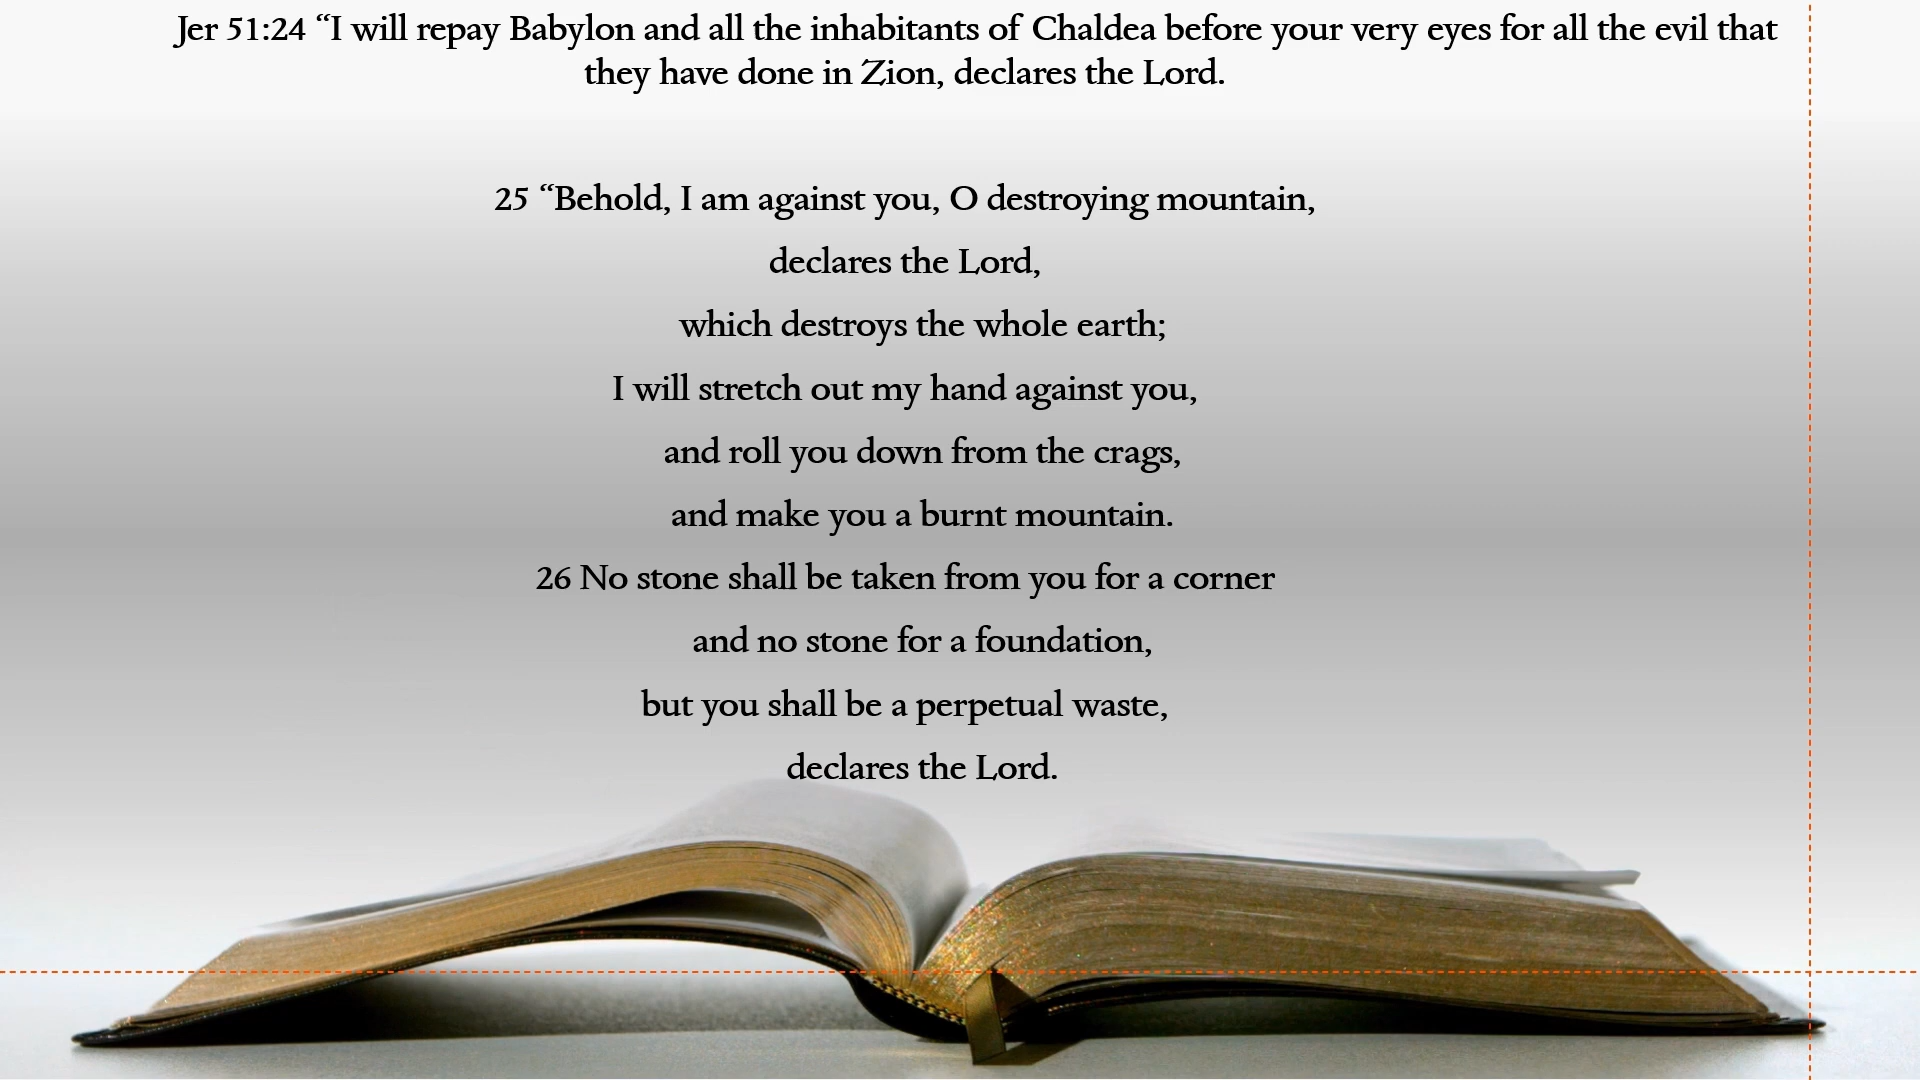 Jer 51:24 “I will repay Babylon and all the inhabitants of Chaldea before your very eyes for all the evil that
they have done in Zion, declares the Lord.
25 “Behold, I am against you, O destroying mountain,
declares the Lord,
which destroys the whole earth;
I will stretch out my hand against you,
and roll you down from the crags,
and make you a burnt mountain.
26 No stone shall be taken from you for a corner
and no stone for a foundation,
but you shall be a perpetual waste,
declares the Lord.